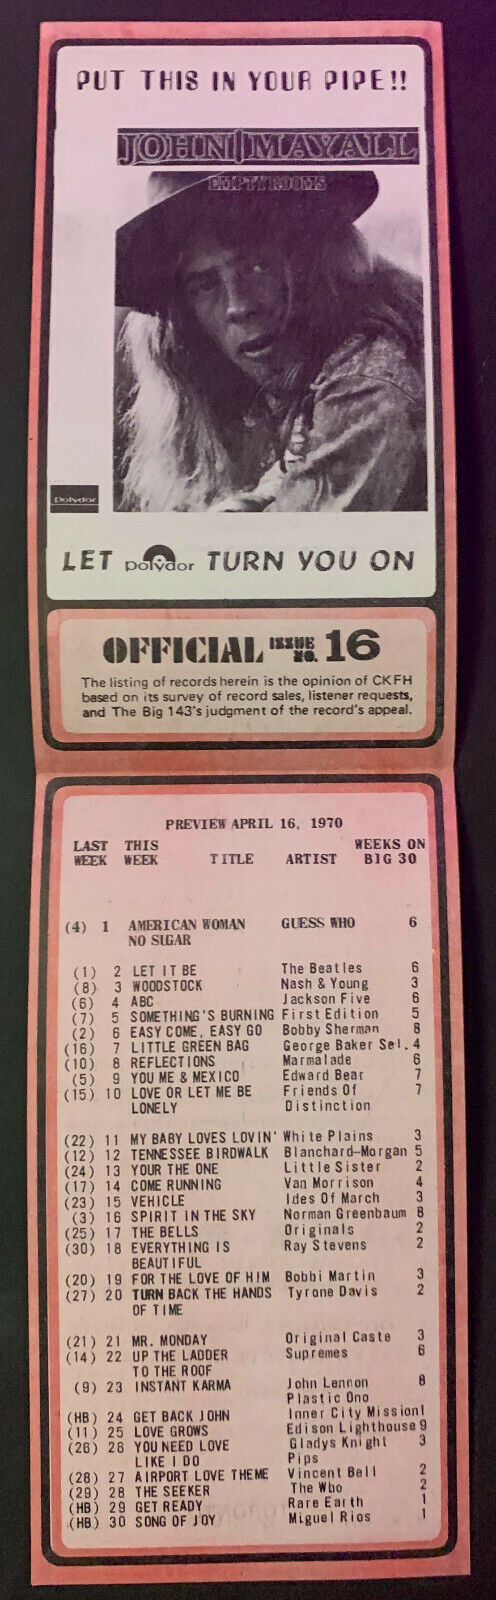 PUT THIS IN YOUR PIPE!!
JOHN MAYALL
EMPTY ROOMS
Polydor
LET polydor TURN YOU ON
OFFICIAL ISSUE NO. 16
The listing of records herein is the opinion of CKFH
based on its survey of record sales, listener requests,
and The Big 143's judgment of the record's appeal.
PREVIEW APRIL 16, 1970
LAST THIS WEEKS ON
WEEK WEEK TITLE ARTIST BIG 30
(4) 1 AMERICAN WOMAN GUESS WHO 6
NO SUGAR
(1) 2 LET IT BE The Beatles 6
(8) 3 WOODSTOCK Nash & Young 3
(6) 4 ABC Jackson Five 6
(7) 5 SOMETHING'S BURNING First Edition 5
(2) 6 EASY COME, EASY GO Bobby Sherman 8
(16) 7 LITTLE GREEN BAG George Baker Sel. 4
(10) 8 REFLECTIONS Marmalade 6
(5) 9 YOU ME & MEXICO Edward Bear 7
(15) 10 LOVE OR LET ME BE Friends Of 7
LONELY Distinction
(22) 11 MY BABY LOVES LOVIN' White Plains 3
(12) 12 TENNESSEE BIRDWALK Blanchard-Morgan 5
(24) 13 YOUR THE ONE Little Sister 2
(17) 14 COME RUNNING Van Morrison 4
(23) 15 VEHICLE Ides Of March 3
(3) 16 SPIRIT IN THE SKY Norman Greenbaum 8
(25) 17 THE BELLS Originals 2
(30) 18 EVERYTHING IS Ray Stevens 2
BEAUTIFUL
(20) 19 FOR THE LOVE OF HIM Bobbi Martin 3
(27) 20 TURN BACK THE HANDS Tyrone Davis 2
OF TIME
(21) 21 MR. MONDAY Original Caste 3
(14) 22 UP THE LADDER Supremes 6
TO THE ROOF
(9) 23 INSTANT KARMA John Lennon 8
Plastic Ono
(HB) 24 GET BACK JOHN Inner City Mission1
(11) 25 LOVE GROWS Edison Lighthouse 9
(26) 26 YOU NEED LOVE Gladys Knight 3
LIKE I DO Pips
(28) 27 AIRPORT LOVE THEME Vincent Bell 2
(29) 28 THE SEEKER The Who 2
(HB) 29 GET READY Rare Earth 1
(HB) 30 SONG OF JOY Miguel Rios 1